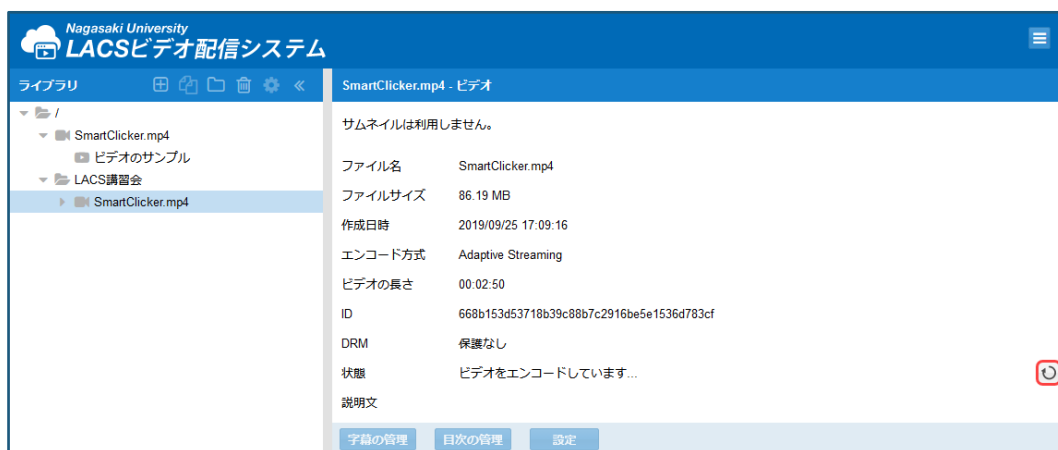 Nagasaki University
LACSビデオ配信システム
ライブラリ
SmartClicker.mp4 - ビデオ
/
SmartClicker.mp4
ビデオのサンプル
LACS講習会
SmartClicker.mp4
サムネイルは利用しません。
ファイル名 SmartClicker.mp4
ファイルサイズ 86.19 MB
作成日時 2019/09/25 17:09:16
エンコード方式 Adaptive Streaming
ビデオの長さ 00:02:50
ID 668b153d53718b39c88b7c2916be5e1536d783cf
DRM 保護なし
状態 ビデオをエンコードしています...
説明文
字幕の管理 目次の管理 設定